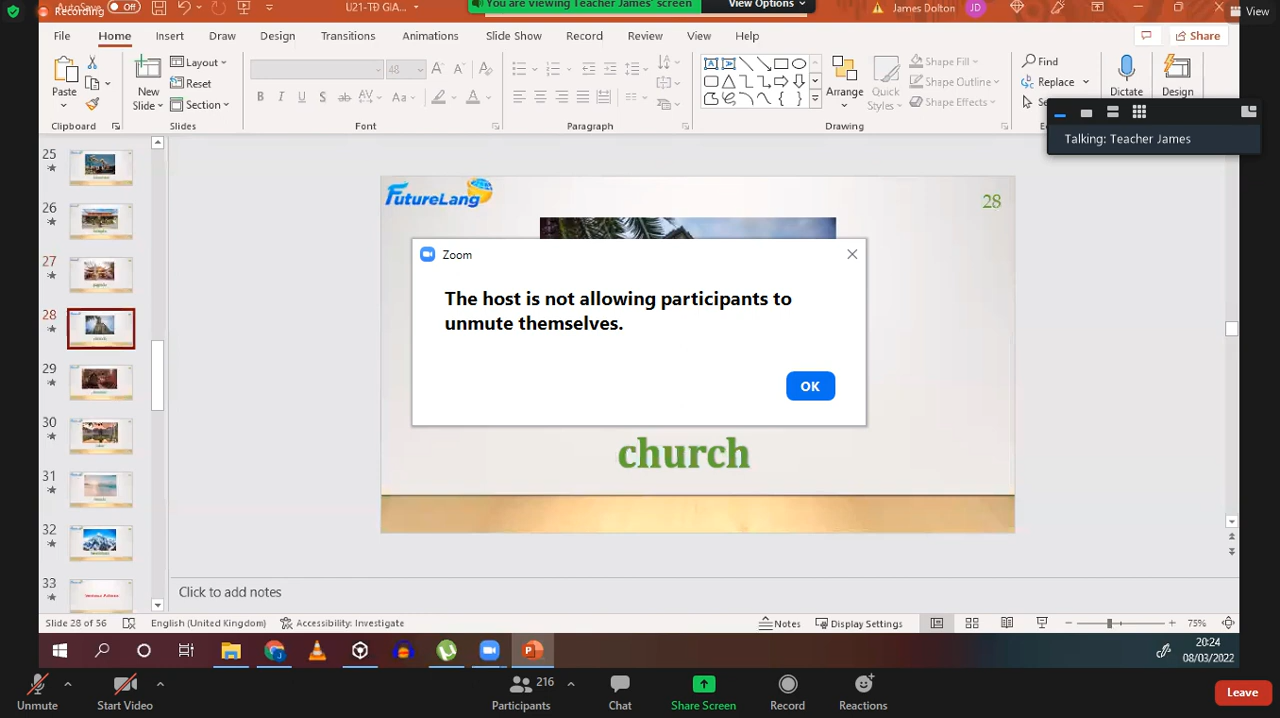 Recording
AutoSave Off
U21-TB GIA...
You are viewing Teacher James' screen
View Options
James Dolton
JD
View
File Home Insert Draw Design Transitions Animations Slide Show Record Review View Help
Share
Paste
New
Slide
Layout
Reset
Section
48
Arrange
Quick
Styles
Shape Fill
Shape Outline
Shape Effects
Find
Replace
Dictate
Design
Clipboard
Slides
Font
Paragraph
Drawing
Talking: Teacher James
25
26
27
28
29
30
31
32
33
FutureLang
28
Zoom
The host is not allowing participants to
unmute themselves.
OK
church
Click to add notes
Slide 28 of 56
English (United Kingdom)
Accessibility: Investigate
Notes
Display Settings
75%
20:24
08/03/2022
Unmute
Start Video
216
Participants
Chat
Share Screen
Record
Reactions
Leave